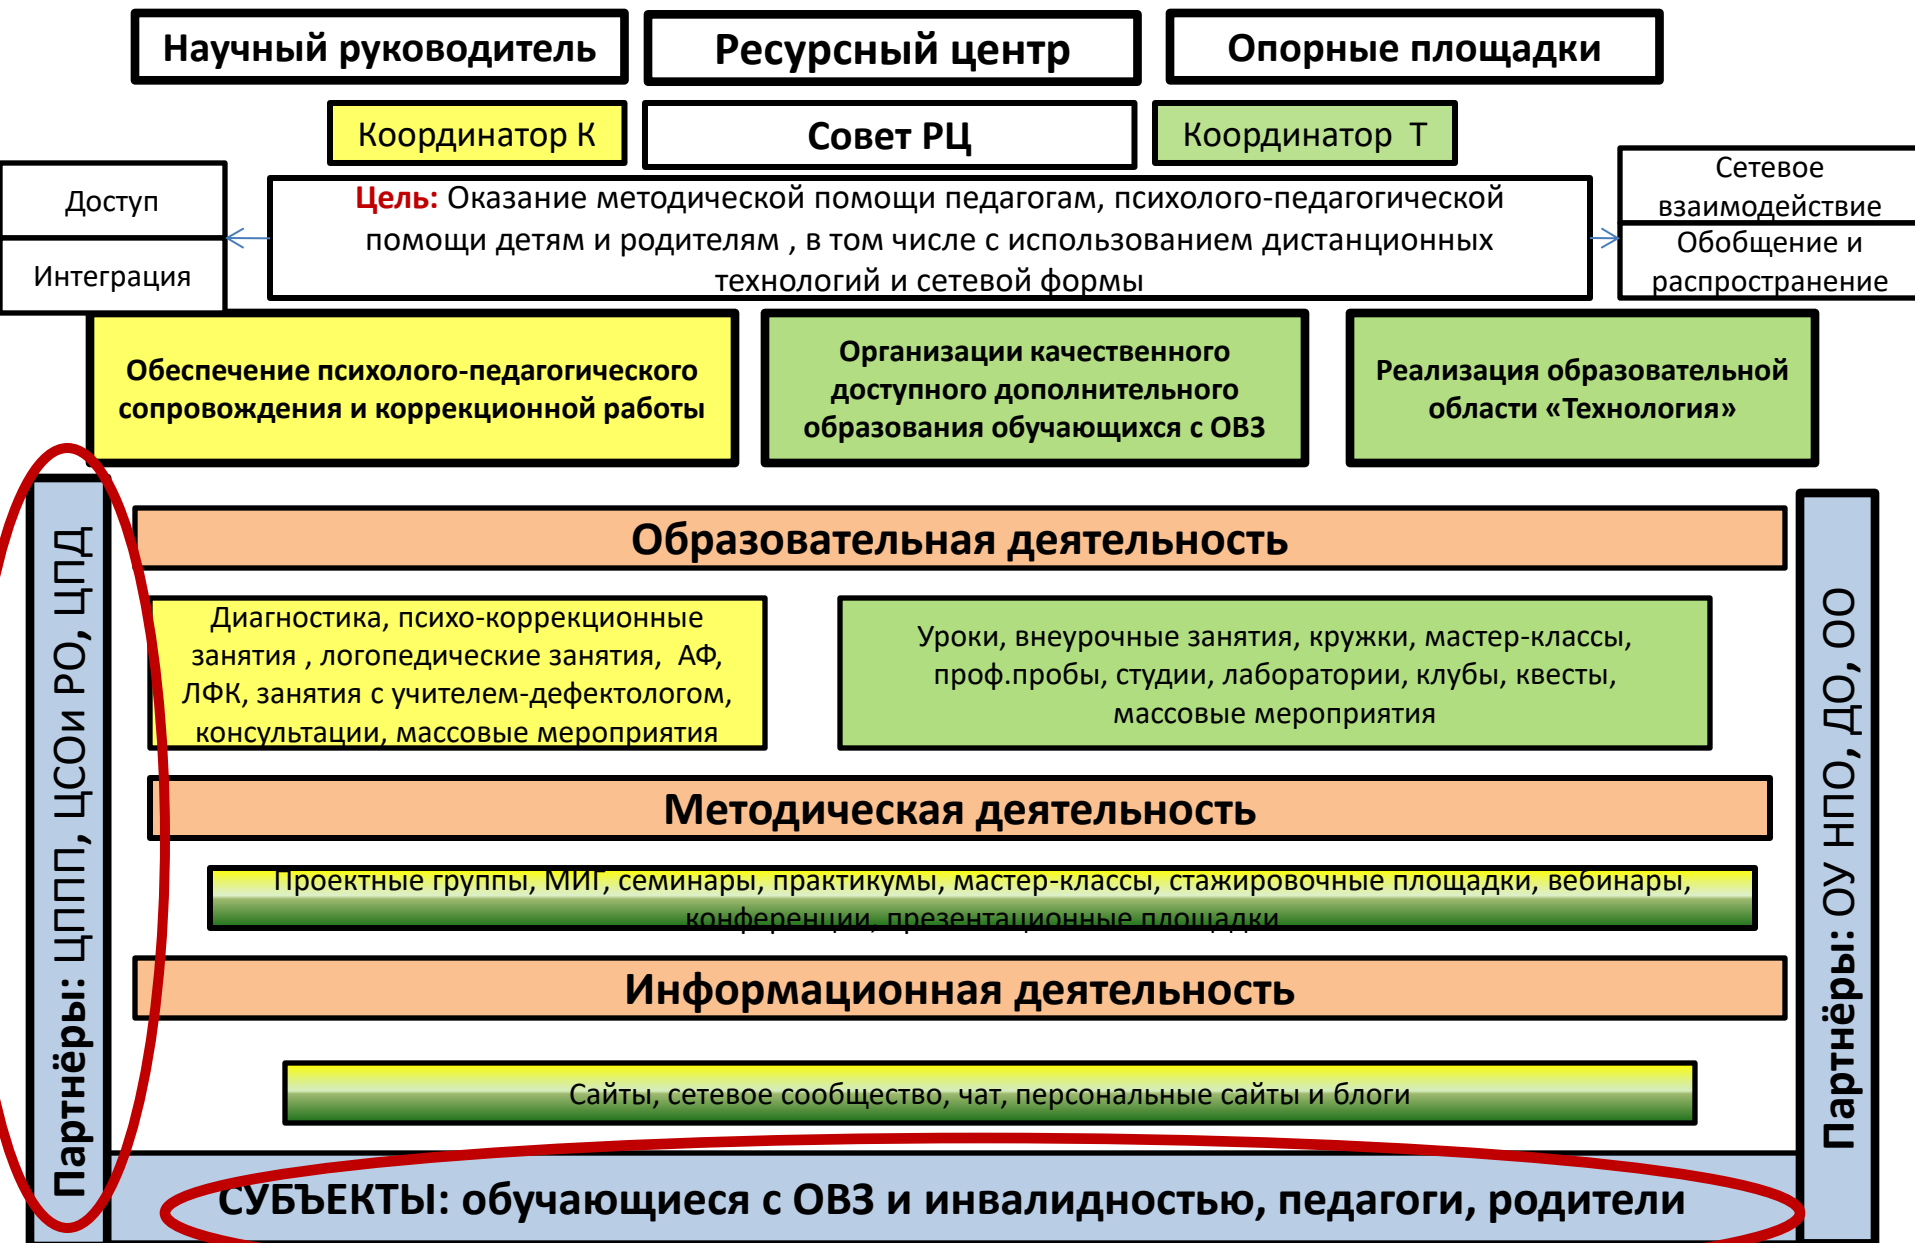 Научный руководитель
Ресурсный центр
Опорные площадки
Координатор К
Совет РЦ
Координатор Т
Доступ
Интеграция
Цель: Оказание методической помощи педагогам, психолого-педагогической
помощи детям и родителям , в том числе с использованием дистанционных
технологий и сетевой формы
Сетевое
взаимодействие
Обобщение и
распространение
Обеспечение психолого-педагогического
сопровождения и коррекционной работы
Организации качественного
доступного дополнительного
образования обучающихся с ОВЗ
Реализация образовательной
области «Технология»
Партнёры: ЦППП, ЦСОи РО, ЦПД
Образовательная деятельность
Диагностика, психо-коррекционные
занятия , логопедические занятия, АФ,
ЛФК, занятия с учителем-дефектологом,
консультации, массовые мероприятия
Уроки, внеурочные занятия, кружки, мастер-классы,
проф.пробы, студии, лаборатории, клубы, квесты,
массовые мероприятия
Методическая деятельность
Проектные группы, МИГ, семинары, практикумы, мастер-классы, стажировочные площадки, вебинары,
конференции, презентационные площадки
Информационная деятельность
Сайты, сетевое сообщество, чат, персональные сайты и блоги
СУБЪЕКТЫ: обучающиеся с ОВЗ и инвалидностью, педагоги, родители
Партнёры: ОУ НПО, ДО, ОО